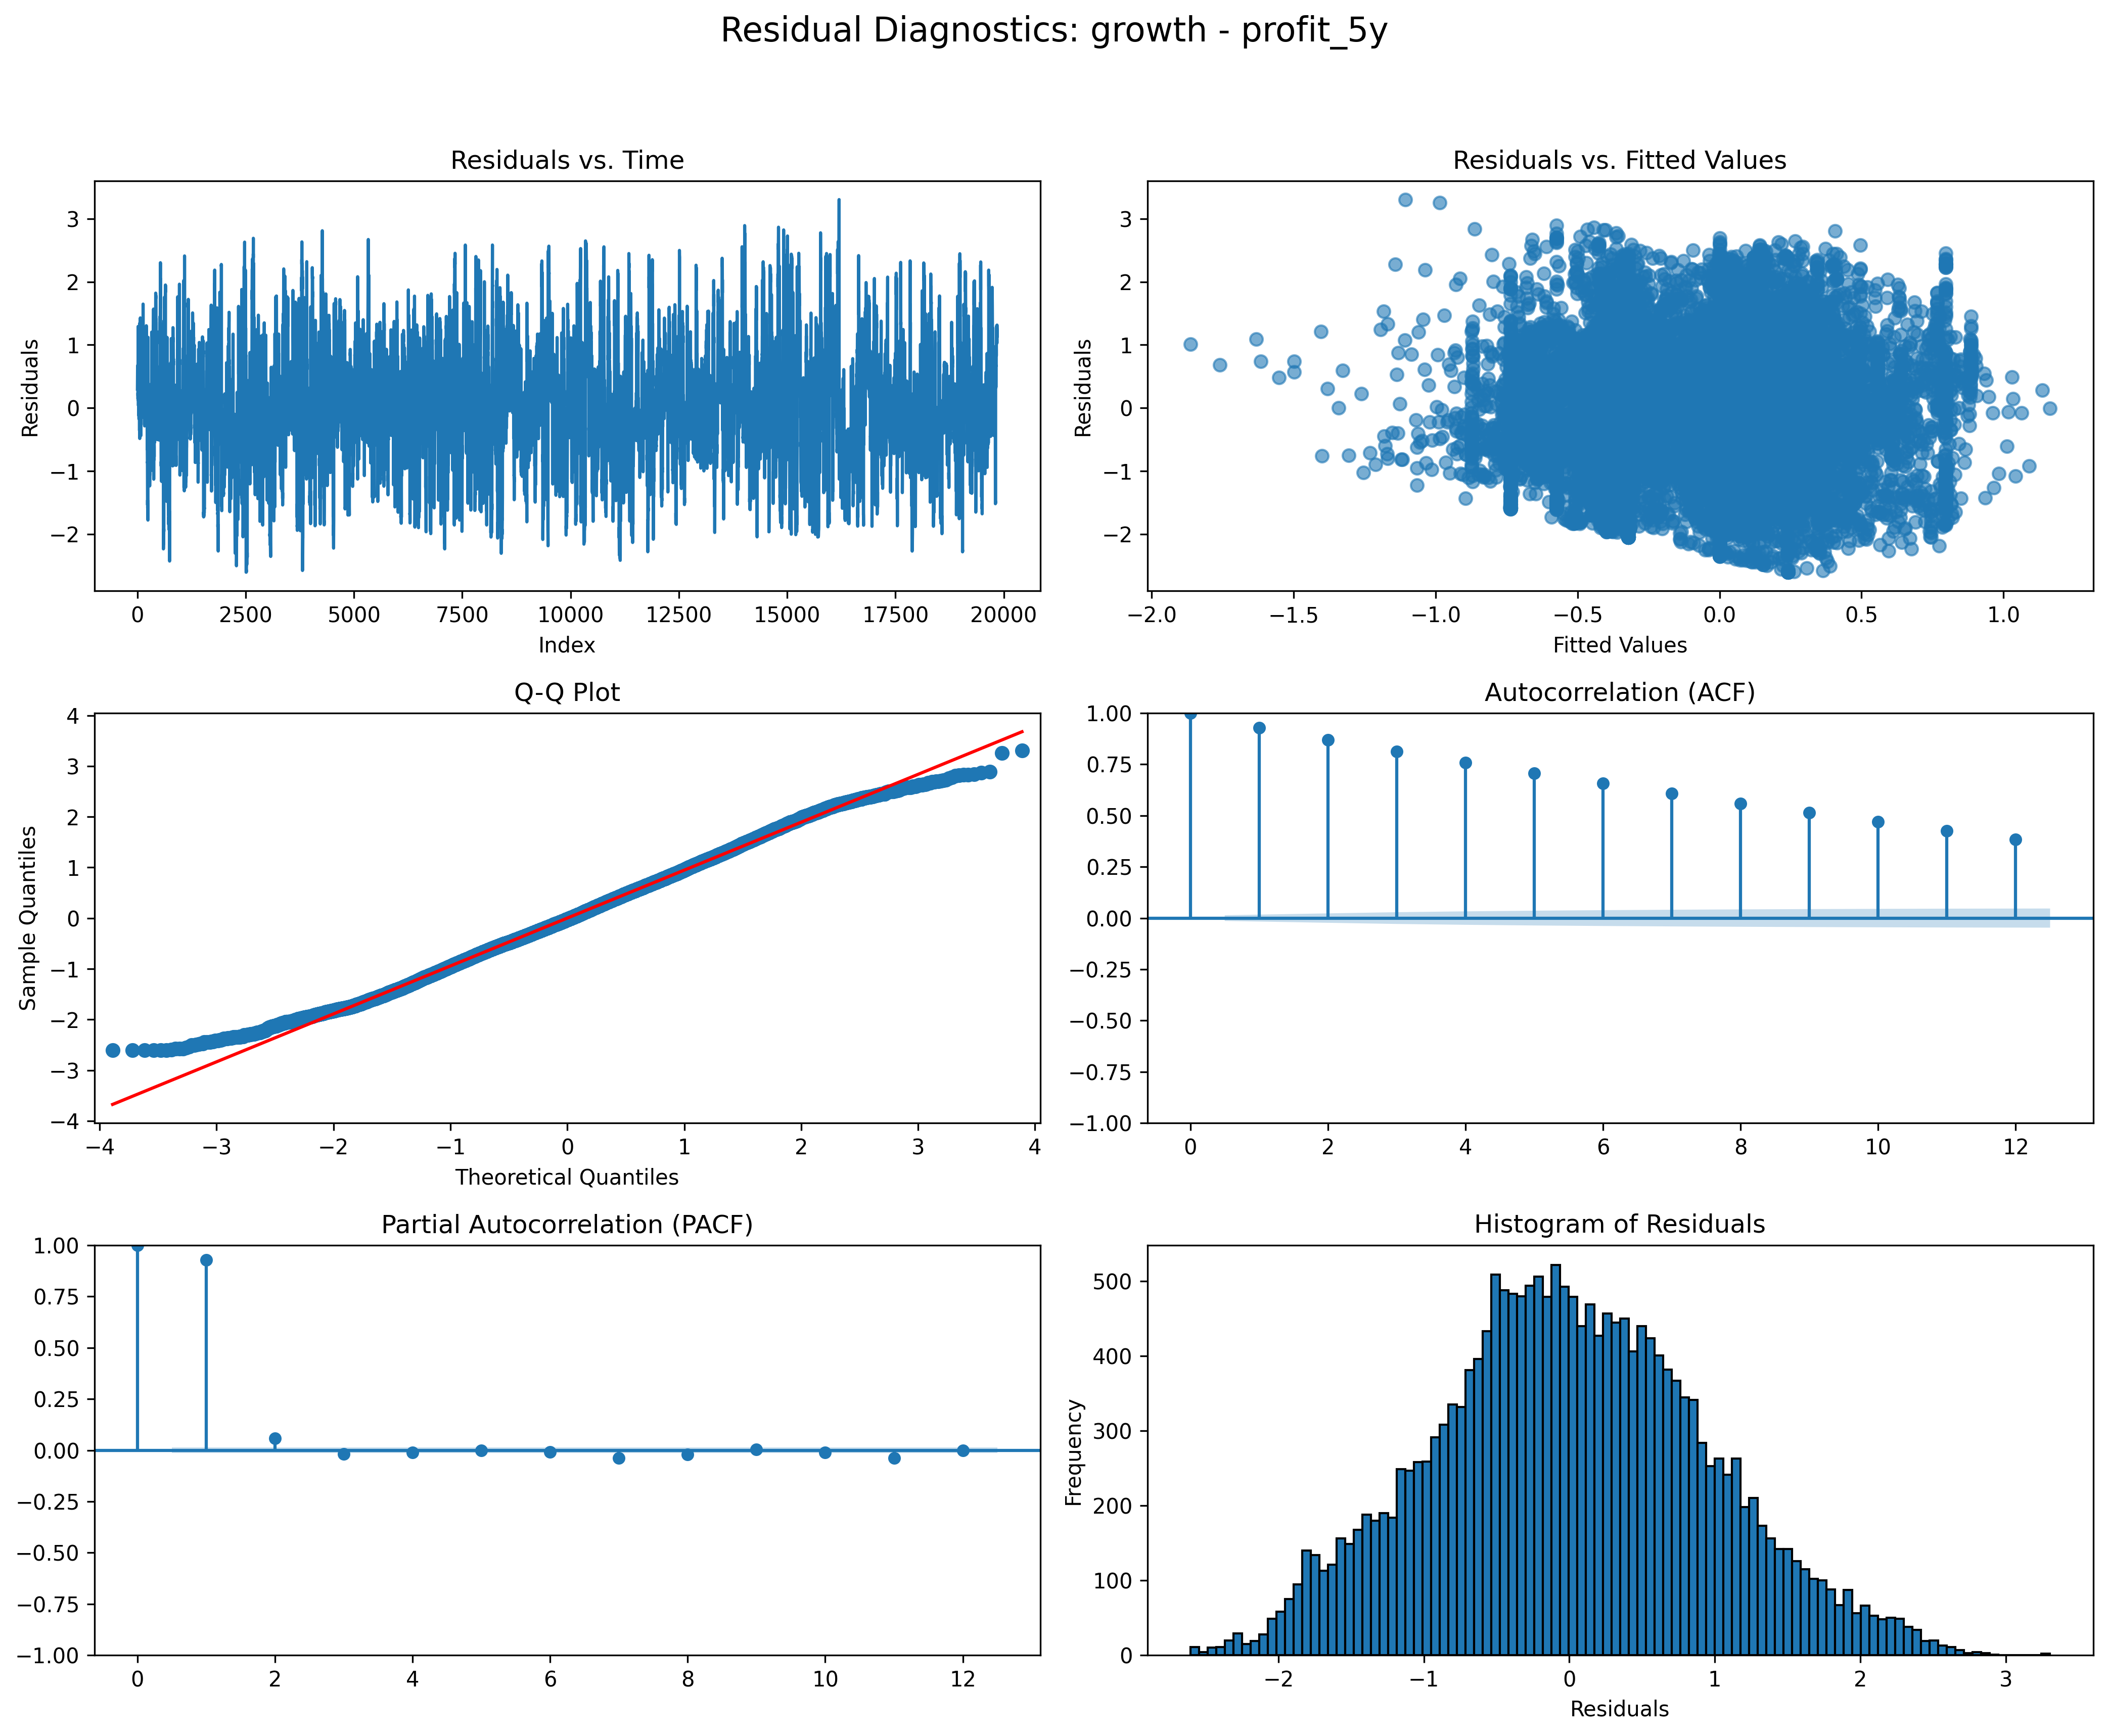 Residual Diagnostics: growth - profit_5y
Residuals vs. Time
Residuals
3
2
1
0
−1
−2
0 2500 5000 7500 10000 12500 15000 17500 20000
Index
Residuals vs. Fitted Values
Residuals
3
2
1
0
−1
−2
−2.0 −1.5 −1.0 −0.5 0.0 0.5 1.0
Fitted Values
Q-Q Plot
Sample Quantiles
4
3
2
1
0
−1
−2
−3
−4
−4 −3 −2 −1 0 1 2 3 4
Theoretical Quantiles
Autocorrelation (ACF)
1.00
0.75
0.50
0.25
0.00
−0.25
−0.50
−0.75
−1.00
0 2 4 6 8 10 12
Partial Autocorrelation (PACF)
1.00
0.75
0.50
0.25
0.00
−0.25
−0.50
−0.75
−1.00
0 2 4 6 8 10 12
Histogram of Residuals
Frequency
500
400
300
200
100
0
−2 −1 0 1 2 3
Residuals